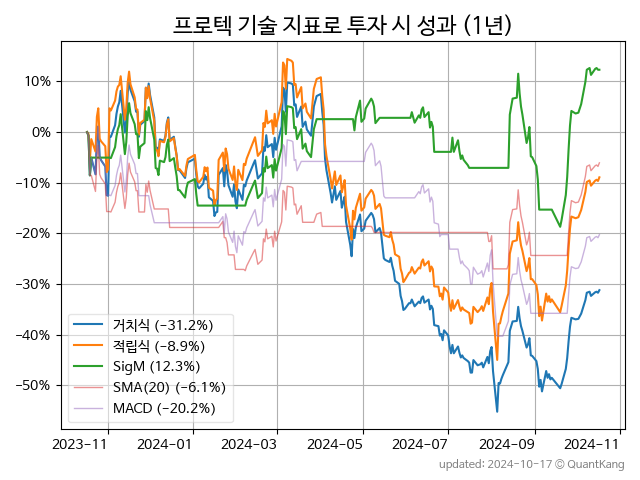 프로텍 기술 지표로 투자 시 성과 (1년)
10%
0%
−10%
−20%
−30%
−40%
−50%
거치식 (−31.2%)
적립식 (−8.9%)
SigM (12.3%)
SMA(20) (−6.1%)
MACD (−20.2%)
2023-11 2024-01 2024-03 2024-05 2024-07 2024-09 2024-11
updated: 2024-10-17 © QuantKang